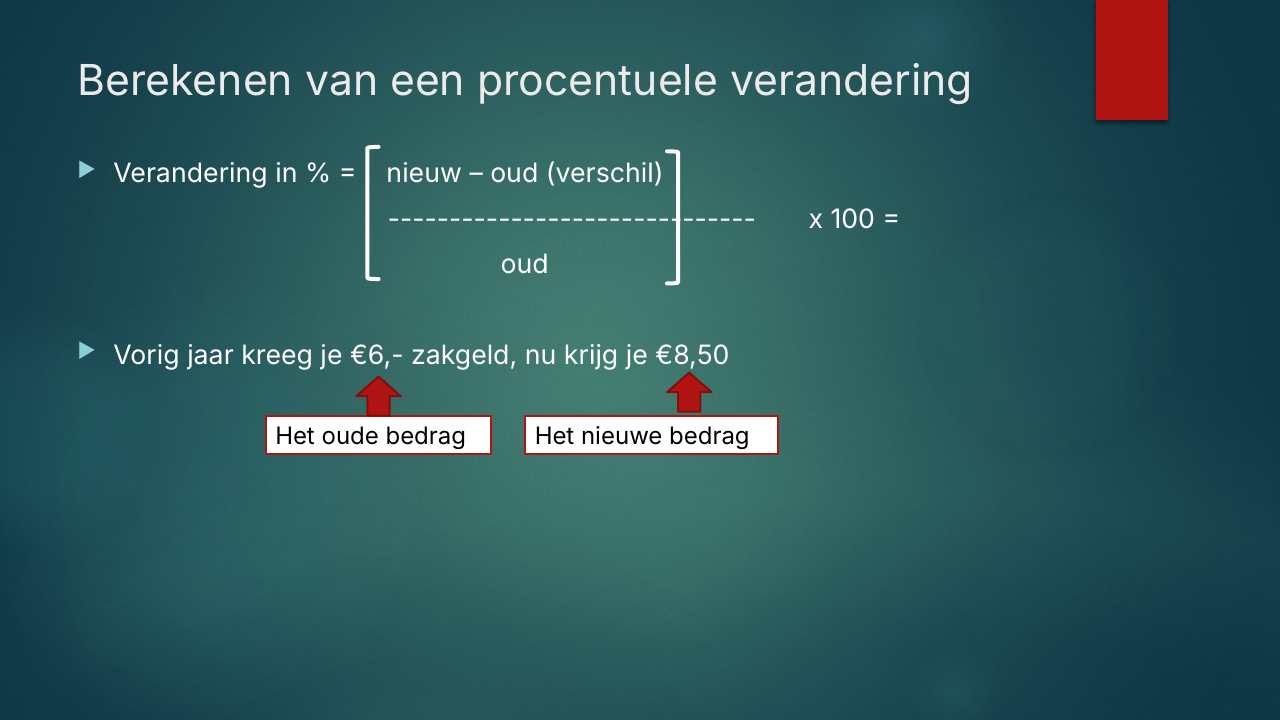 Berekenen van een procentuele verandering
Verandering in % = nieuw – oud (verschil)
------------------------------ x 100 =
oud
Vorig jaar kreeg je €6,- zakgeld, nu krijg je €8,50
Het oude bedrag
Het nieuwe bedrag